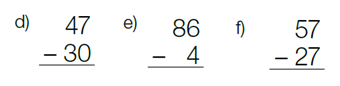 d) 47 e) 86 f) 57
– 30 – 4 – 27